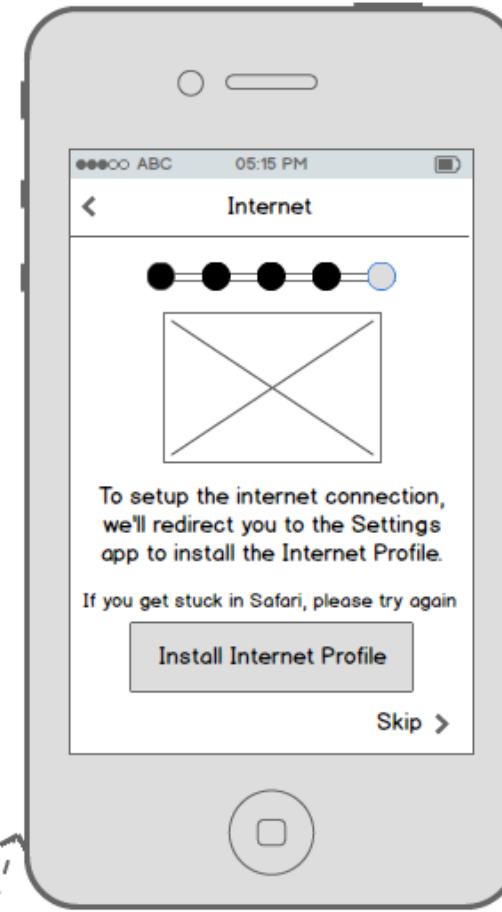 ABC 05:15 PM
Internet
To setup the internet connection,
we'll redirect you to the Settings
app to install the Internet Profile.
If you get stuck in Safari, please try again
Install Internet Profile
Skip